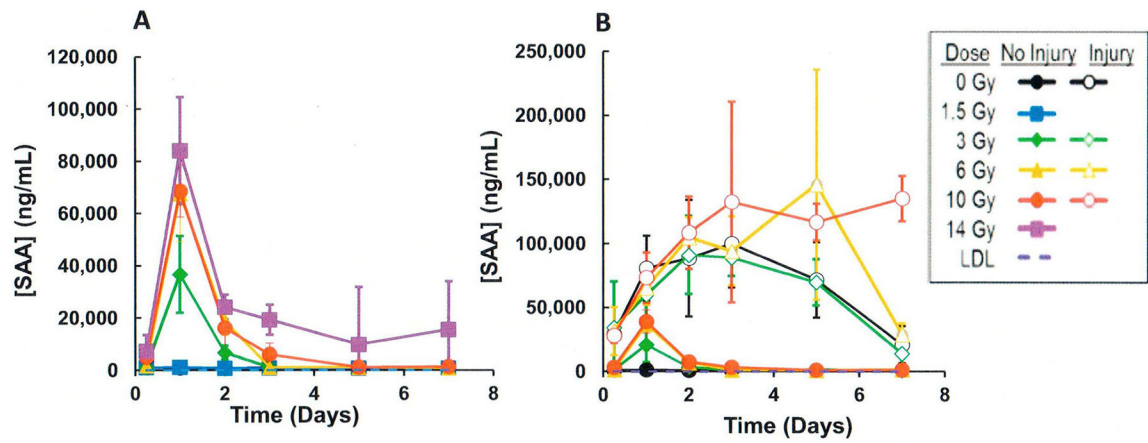 A
[SAA] (ng/mL)
120,000
100,000
80,000
60,000
40,000
20,000
0
0 2 4 6 8
Time (Days)
B
[SAA] (ng/mL)
250,000
200,000
150,000
100,000
50,000
0
0 2 4 6 8
Time (Days)
Dose No Injury Injury
0 Gy
1.5 Gy
3 Gy
6 Gy
10 Gy
14 Gy
LDL